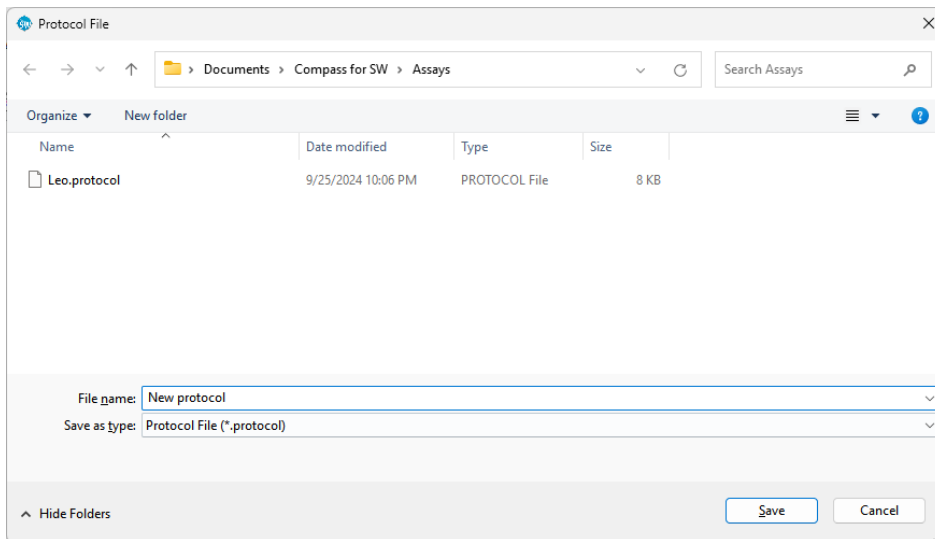 Protocol File
Documents > Compass for SW > Assays
Search Assays
Organize
New folder
Name Date modified Type Size
Leo.protocol 9/25/2024 10:06 PM PROTOCOL File 8 KB
File name: New protocol
Save as type: Protocol File (*.protocol)
Hide Folders
Save
Cancel